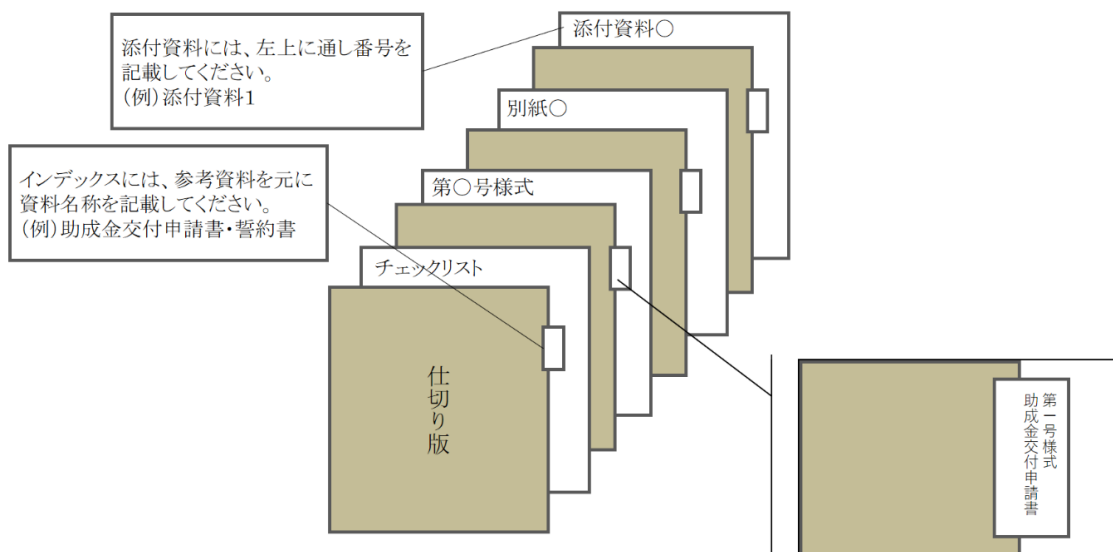 添付資料には、左上に通し番号を
記載してください。
(例)添付資料1
添付資料〇
別紙〇
インデックスには、参考資料を元に
資料名称を記載してください。
(例)助成金交付申請書・誓約書
第〇号様式
チェックリスト
仕切り版
第一号様式
助成金交付申請書